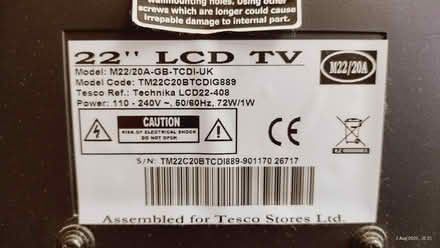 wallmounting holes. Using other
screws which are longer could cause
irrepairable damage to internal part.
22" LCD TV
M22/20A
Model: M22/20A-GB-TCDI-UK
Model Code: TM22C20BTCDIG889
Tesco Ref.: Technika LCD22-408
Power: 110 - 240V ~. 50/60Hz, 72W/1W
CAUTION
RISK OF ELECTRIC SHOCK
DO NOT OPEN
CE
S/N: TM22C20BTCDI889-901170 26717
Assembled for Tesco Stores Ltd.